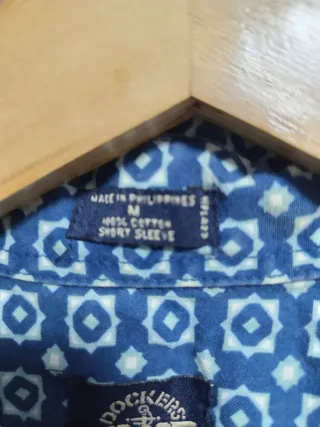 MADE IN PHILIPPINES
M
100% COTTON
SHORT SLEEVE
DOCKERS